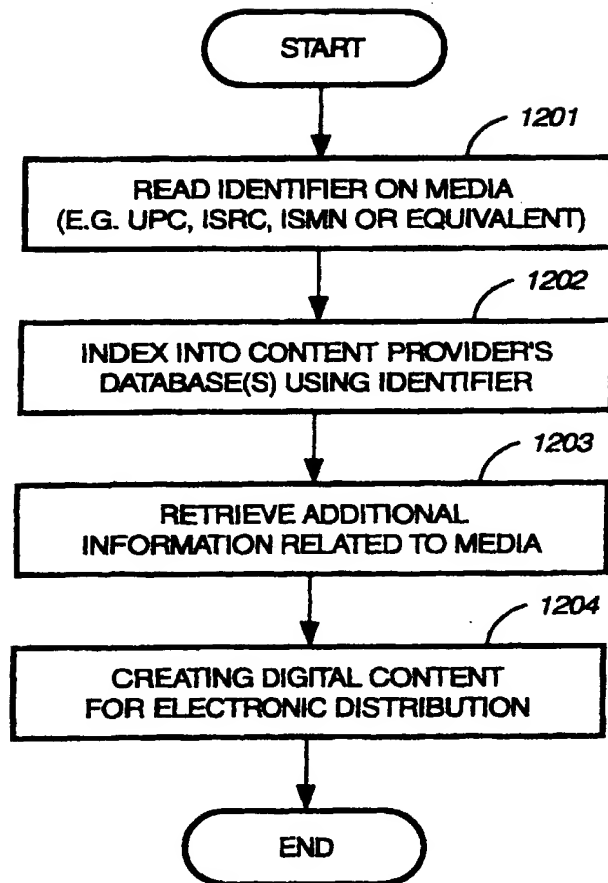 START
1201
READ IDENTIFIER ON MEDIA
(E.G. UPC, ISRC, ISMN OR EQUIVALENT)
1202
INDEX INTO CONTENT PROVIDER'S
DATABASE(S) USING IDENTIFIER
1203
RETRIEVE ADDITIONAL
INFORMATION RELATED TO MEDIA
1204
CREATING DIGITAL CONTENT
FOR ELECTRONIC DISTRIBUTION
END